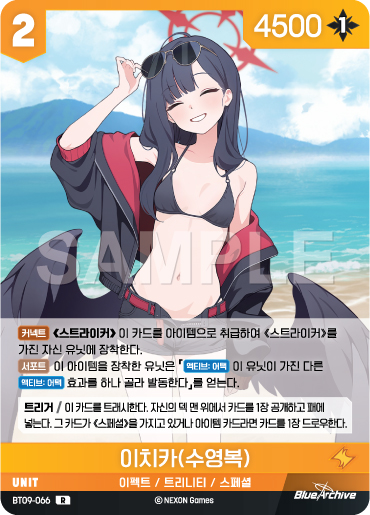 2
4500
1
SAMPLE
커넥트 《스트라이커》 이 카드를 아이템으로 취급하여 《스트라이커》를
가진 자신 유닛에 장착한다.
서포트 이 아이템을 장착한 유닛은 「액티브: 어택 이 유닛이 가진 다른
액티브: 어택 효과를 하나 골라 발동한다」를 얻는다.
트리거 / 이 카드를 트래시한다. 자신의 덱 맨 위에서 카드를 1장 공개하고 패에
넣는다. 그 카드가 《스페셜》을 가지고 있거나 아이템 카드라면 카드를 1장 드로우한다.
이치카(수영복)
UNIT
이팩트 / 트리니티 / 스페셜
BT09-066 R
ⓒ NEXON Games
BlueArchive